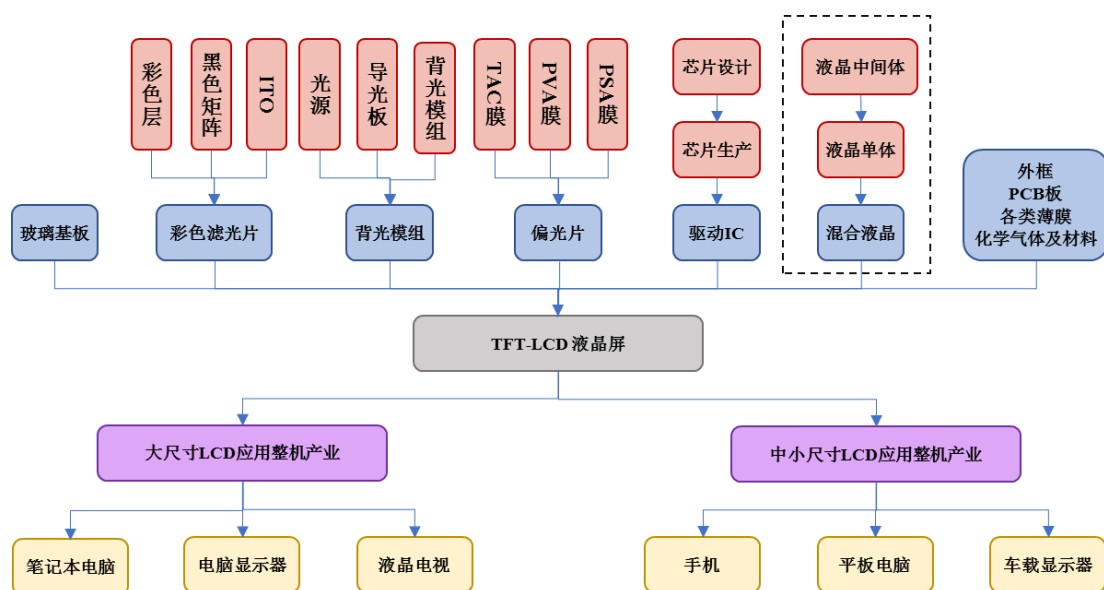 彩色层
黑色矩阵
ITO
光源
导光板
背光模组
TAC膜
PVA膜
PSA膜
芯片设计
液晶中间体
芯片生产
液晶单体
玻璃基板
彩色滤光片
背光模组
偏光片
驱动IC
混合液晶
外框
PCB板
各类薄膜
化学气体及材料
TFT-LCD 液晶屏
大尺寸LCD应用整机产业
中小尺寸LCD应用整机产业
笔记本电脑
电脑显示器
液晶电视
手机
平板电脑
车载显示器